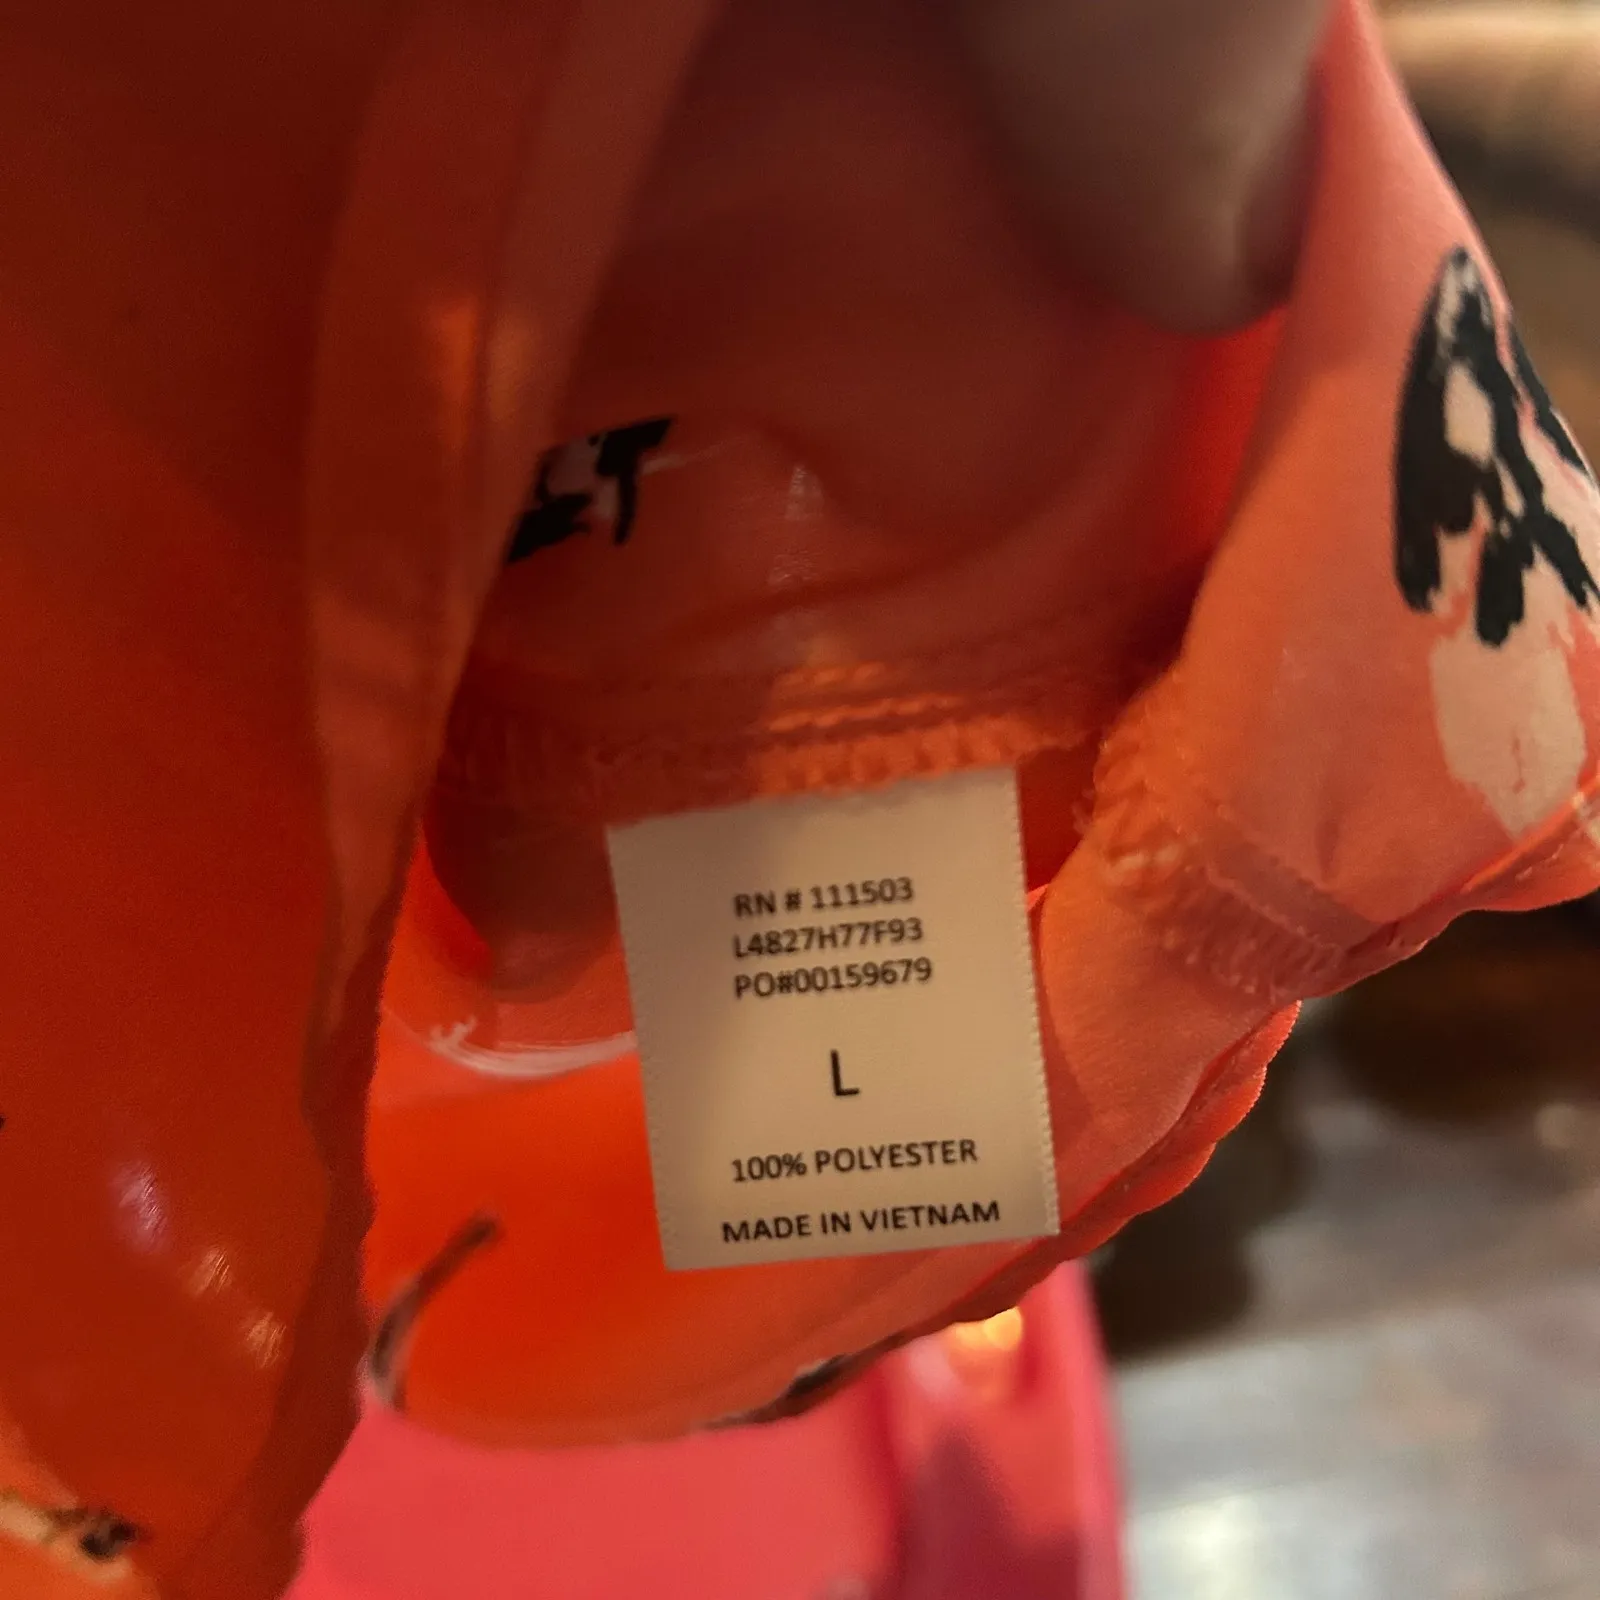 RN # 111503
L4827H77F93
PO#00159679
L
100% POLYESTER
MADE IN VIETNAM